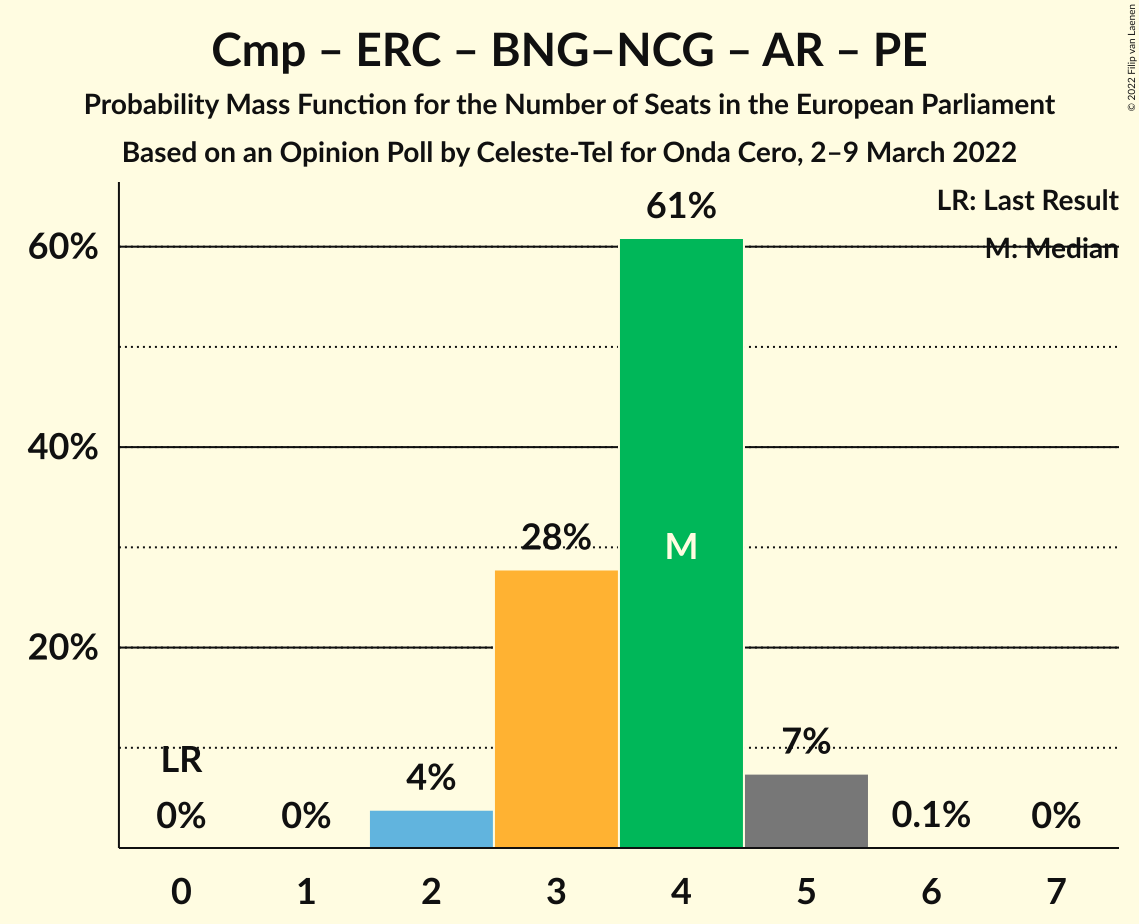 Cmp – ERC – BNG–NCG – AR – PE
Probability Mass Function for the Number of Seats in the European Parliament
Based on an Opinion Poll by Celeste-Tel for Onda Cero, 2–9 March 2022
© 2022 Filip van Laenen
LR: Last Result
M: Median
60%
40%
20%
LR
0%
0%
4%
28%
61%
M
7%
0.1%
0%
0 1 2 3 4 5 6 7